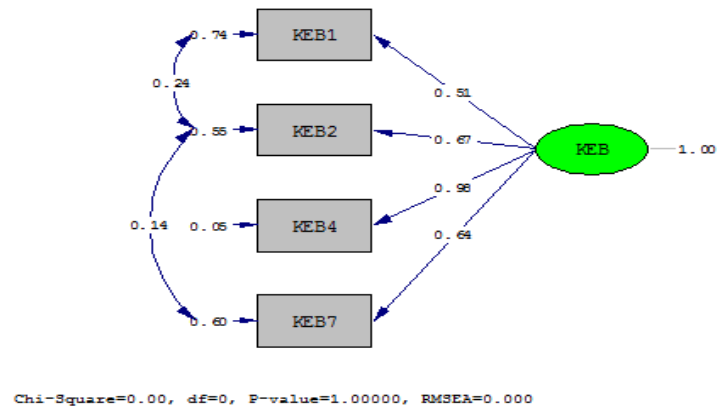 0.74 KEB1
0.24
0.51
0.55 KEB2
0.67
KEB 1.00
0.14
0.05 KEB4
0.98
0.64
0.60 KEB7
Chi-Square=0.00, df=0, P-value=1.00000, RMSEA=0.000